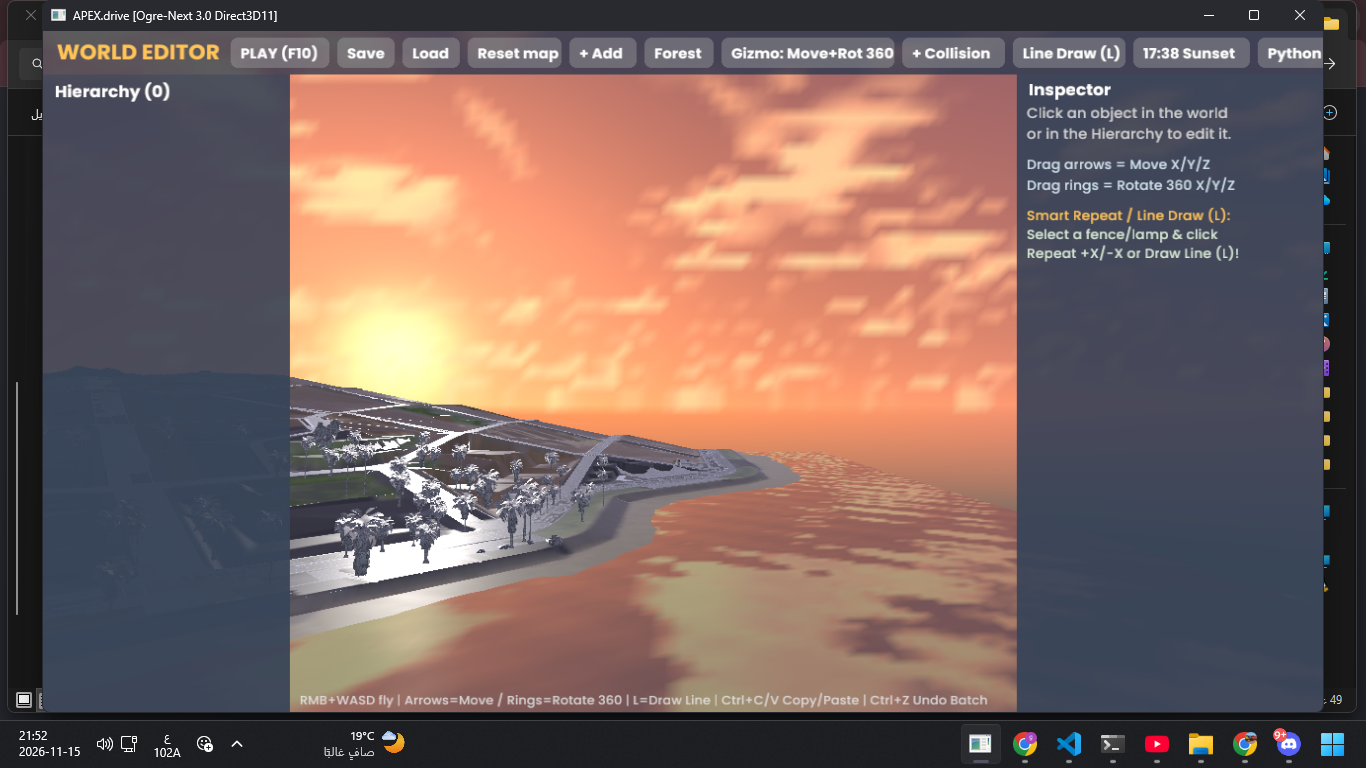 APEX.drive [Ogre-Next 3.0 Direct3D11]
WORLD EDITOR
PLAY (F10)
Save
Load
Reset map
+ Add
Forest
Gizmo: Move+Rot 360
+ Collision
Line Draw (L)
17:38 Sunset
Python
Hierarchy (0)
Inspector
Click an object in the world
or in the Hierarchy to edit it.
Drag arrows = Move X/Y/Z
Drag rings = Rotate 360 X/Y/Z
Smart Repeat / Line Draw (L):
Select a fence/lamp & click
Repeat +X/-X or Draw Line (L)!
RMB+WASD fly | Arrows=Move / Rings=Rotate 360 | L=Draw Line | Ctrl+C/V Copy/Paste | Ctrl+Z Undo Batch
49
21:52
2026-11-15
ع
102A
19°C
صافٍ غالبًا
9+